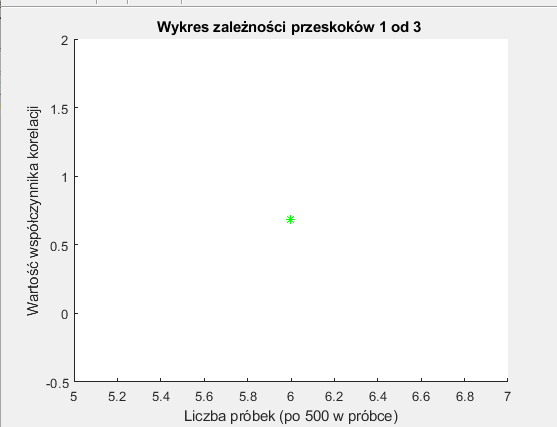 Wykres zależności przeskoków 1 od 3
2
1.5
1
0.5
0
-0.5
Wartość współczynnika korelacji
5 5.2 5.4 5.6 5.8 6 6.2 6.4 6.6 6.8 7
Liczba próbek (po 500 w próbce)